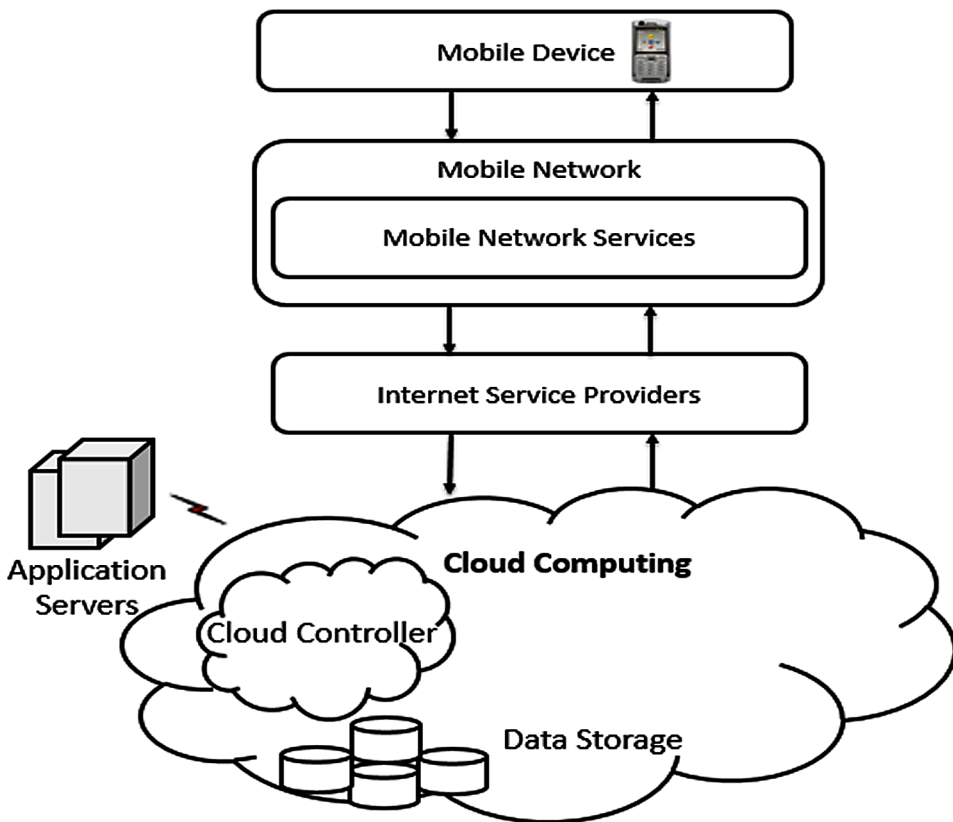 Mobile Device
Mobile Network
Mobile Network Services
Internet Service Providers
Application
Servers
Cloud Computing
Cloud Controller
Data Storage